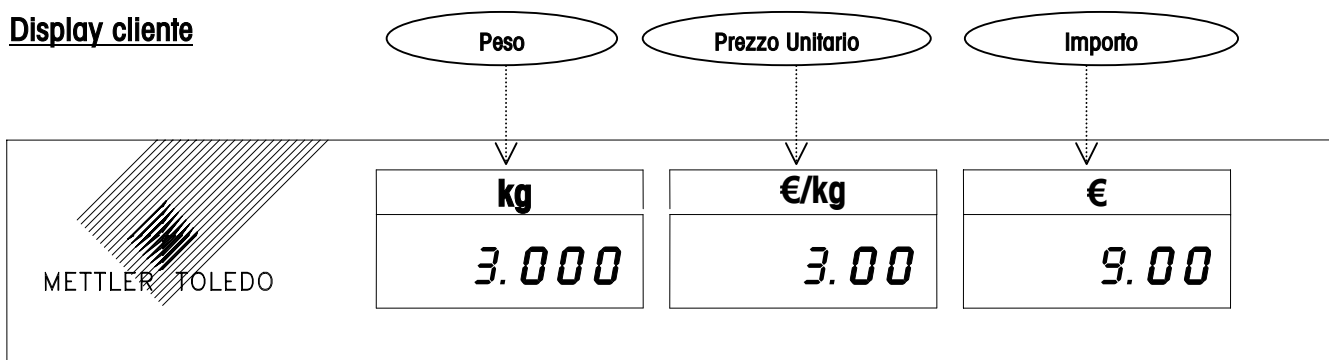 Display cliente
Peso Prezzo Unitario Importo
kg €/kg €
3.000 3.00 9.00
METTLER TOLEDO